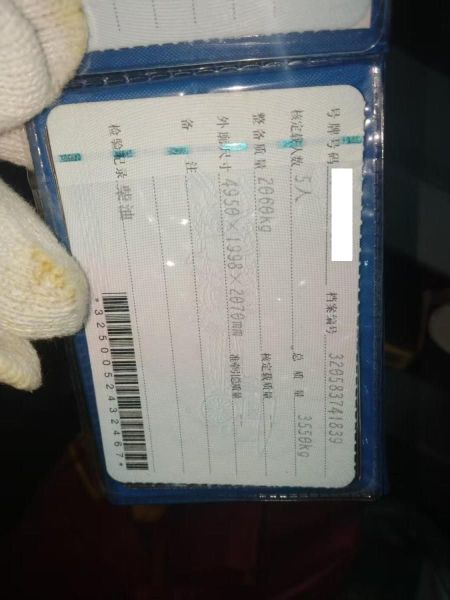 号牌号码 档案编号 320583741839
核定载人数 5人 总质量 3550kg
整备质量 2060kg 核定载质量
外廓尺寸 4950×1998×2070mm 准牵引总质量
备注
检验记录 柴油
*3250052432467*